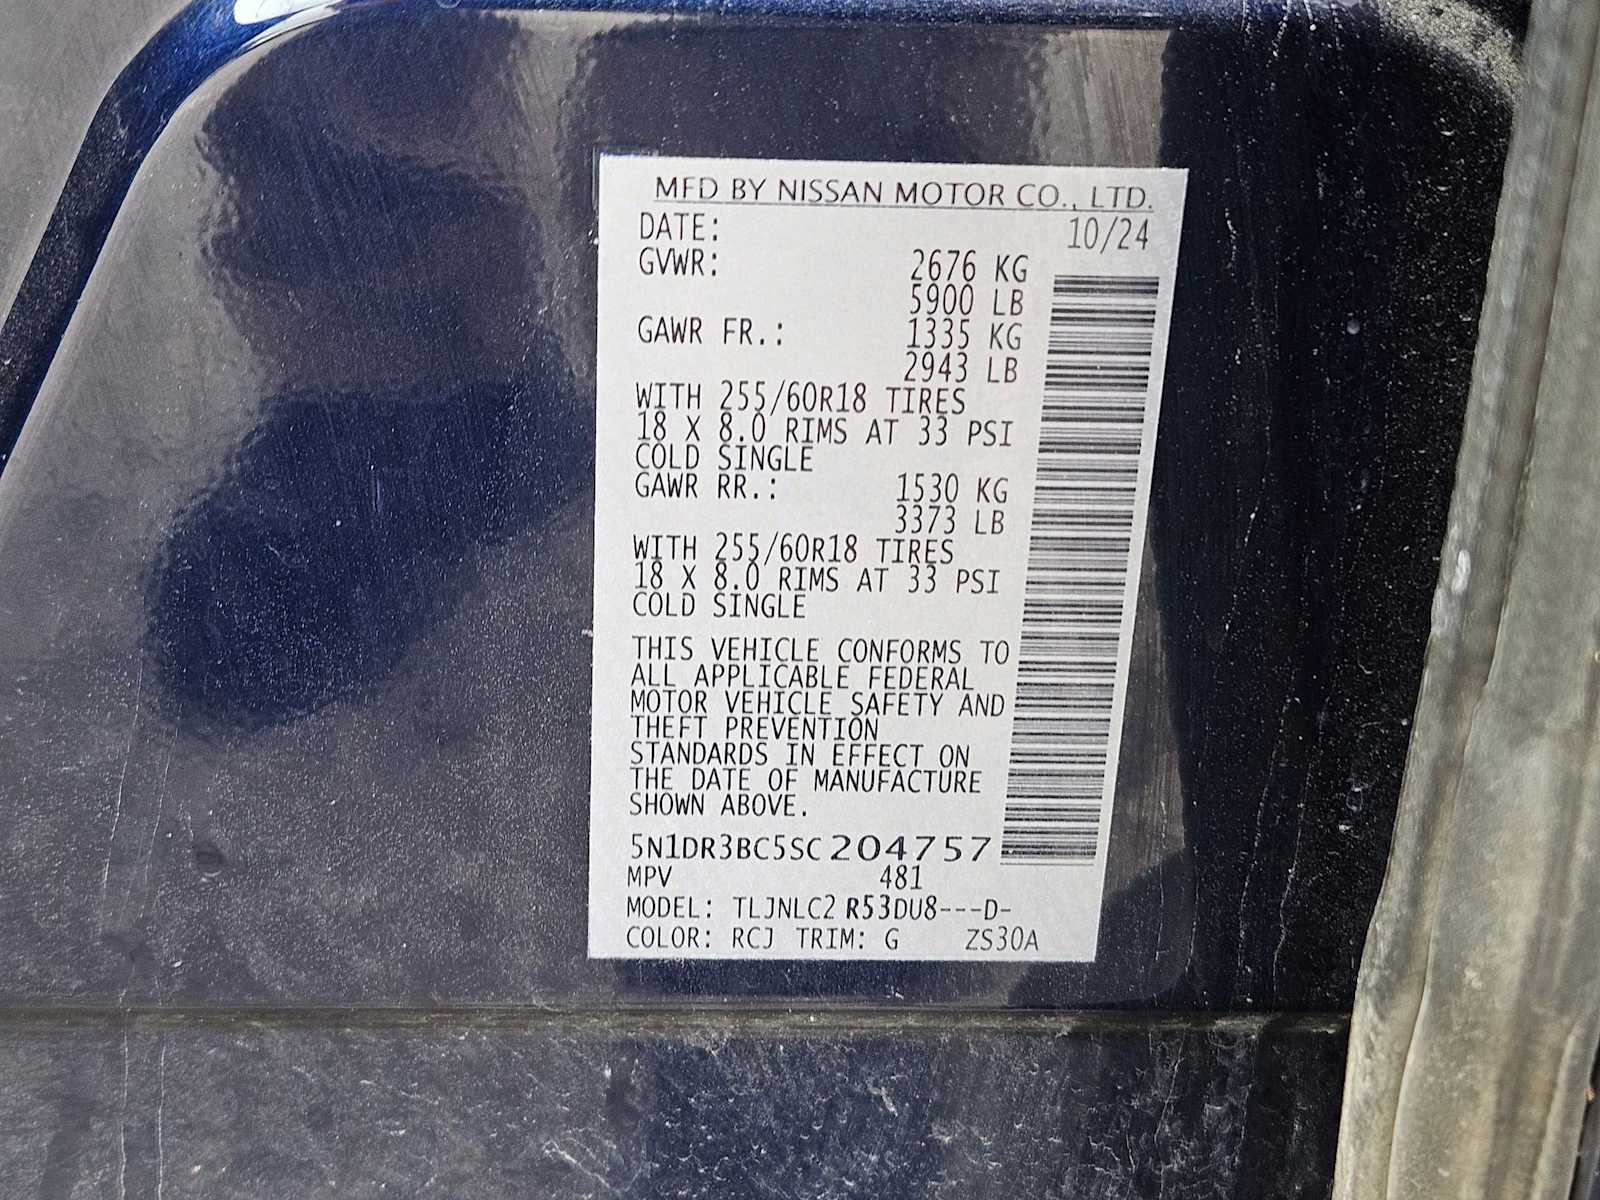 MFD BY NISSAN MOTOR CO., LTD.
DATE: 10/24
GVWR: 2676 KG
5900 LB
GAWR FR.: 1335 KG
2943 LB
WITH 255/60R18 TIRES
18 X 8.0 RIMS AT 33 PSI
COLD SINGLE
GAWR RR.: 1530 KG
3373 LB
WITH 255/60R18 TIRES
18 X 8.0 RIMS AT 33 PSI
COLD SINGLE
THIS VEHICLE CONFORMS TO
ALL APPLICABLE FEDERAL
MOTOR VEHICLE SAFETY AND
THEFT PREVENTION
STANDARDS IN EFFECT ON
THE DATE OF MANUFACTURE
SHOWN ABOVE.
5N1DR3BC5SC204757
MPV 481
MODEL: TLJNLC2 R53DU8---D-
COLOR: RCJ TRIM: G ZS30A